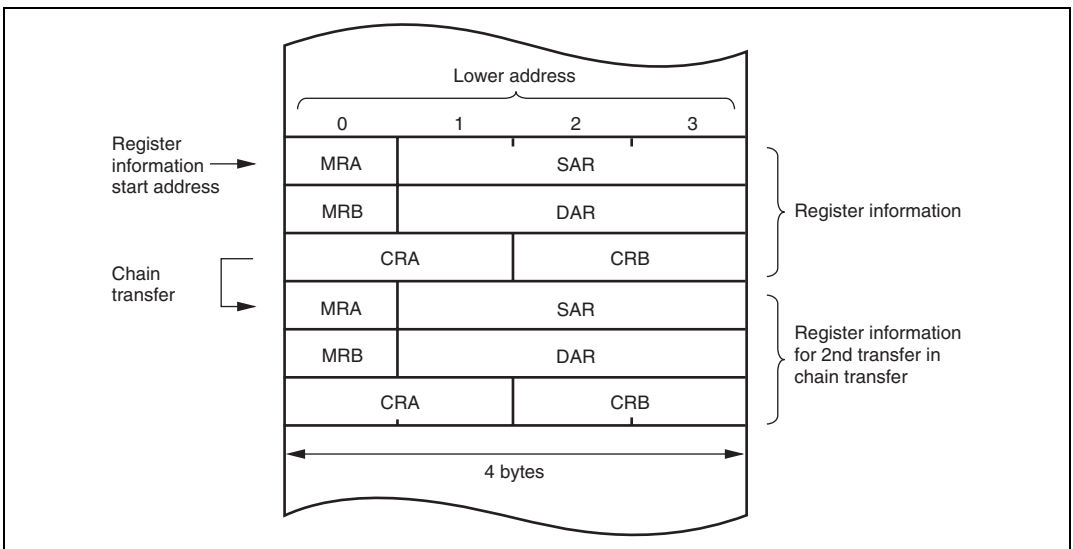 Lower address
0 1 2 3
Register
information
start address
MRA SAR
MRB DAR
Register information
CRA CRB
Chain
transfer
MRA SAR
MRB DAR
Register information
for 2nd transfer in
chain transfer
CRA CRB
4 bytes